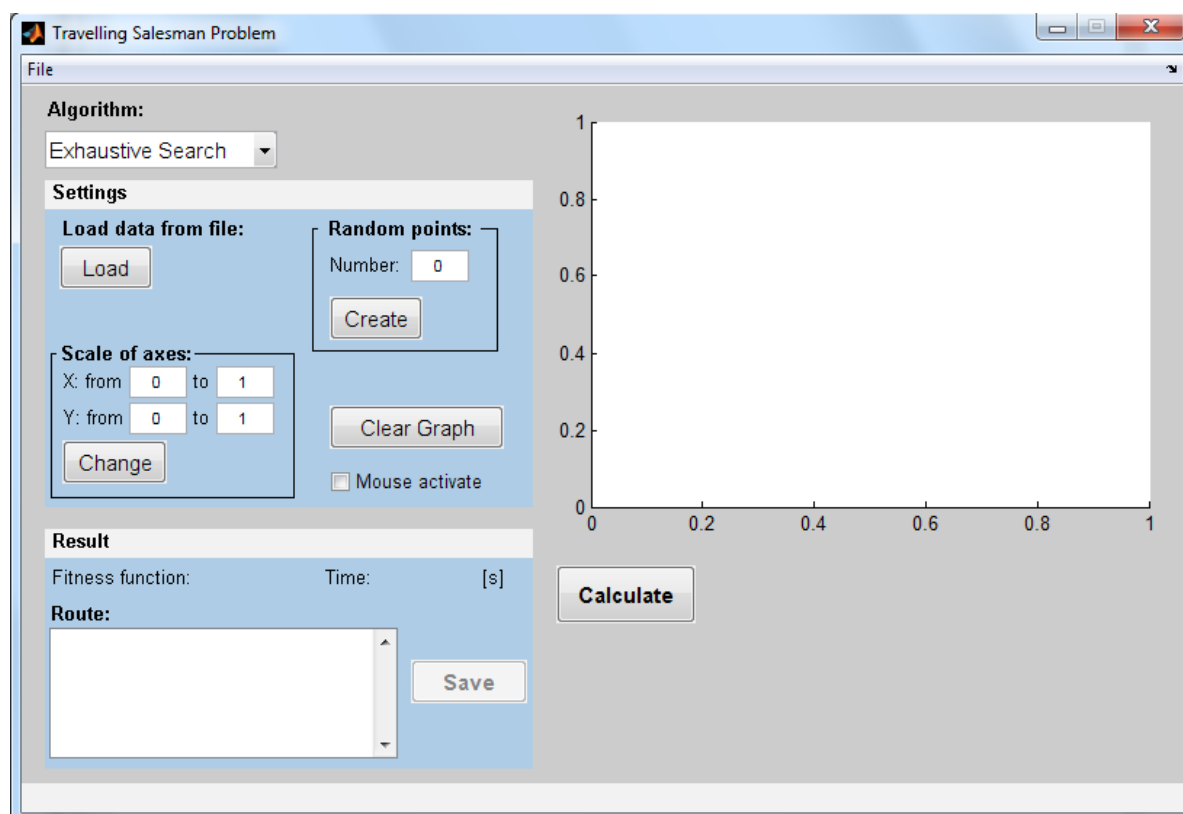 Travelling Salesman Problem
File
Algorithm:
Exhaustive Search
Settings
Load data from file:
Load
Random points:
Number: 0
Create
Scale of axes:
X: from 0 to 1
Y: from 0 to 1
Change
Clear Graph
Mouse activate
Result
Fitness function: Time: [s]
Route:
Save
1
0.8
0.6
0.4
0.2
0
0 0.2 0.4 0.6 0.8 1
Calculate